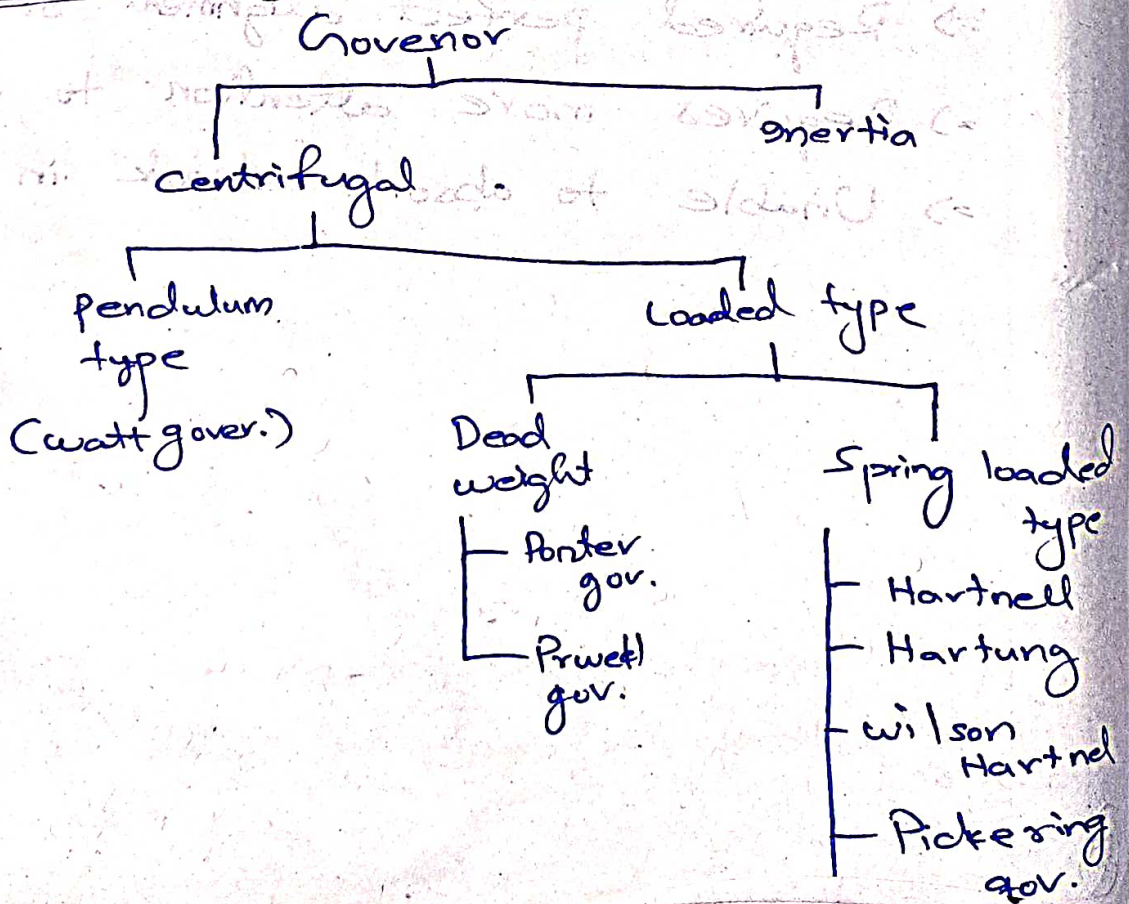 Govenor
Inertia
Centrifugal
Pendulum
type
(watt gover.)
Loaded type
Dead
weight
Porter
gov.
gov.
Spring loaded
type
Hartnell
Hartung
wilson
Hartnel
Pickering
gov.